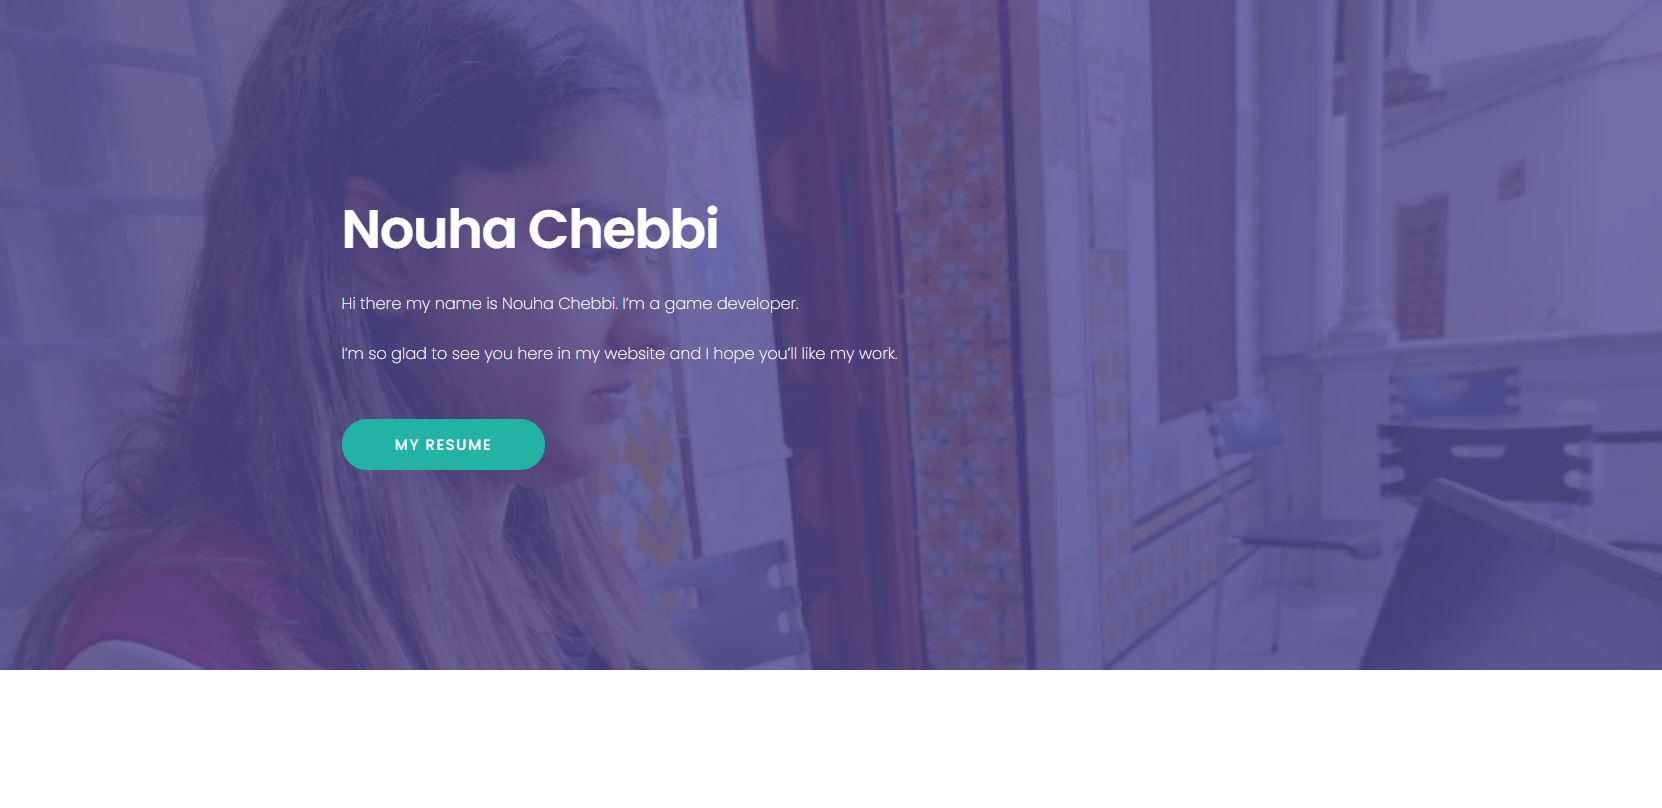 Nouha Chebbi
Hi there my name is Nouha Chebbi. I'm a game developer.
I'm so glad to see you here in my website and I hope you'll like my work.
MY RESUME